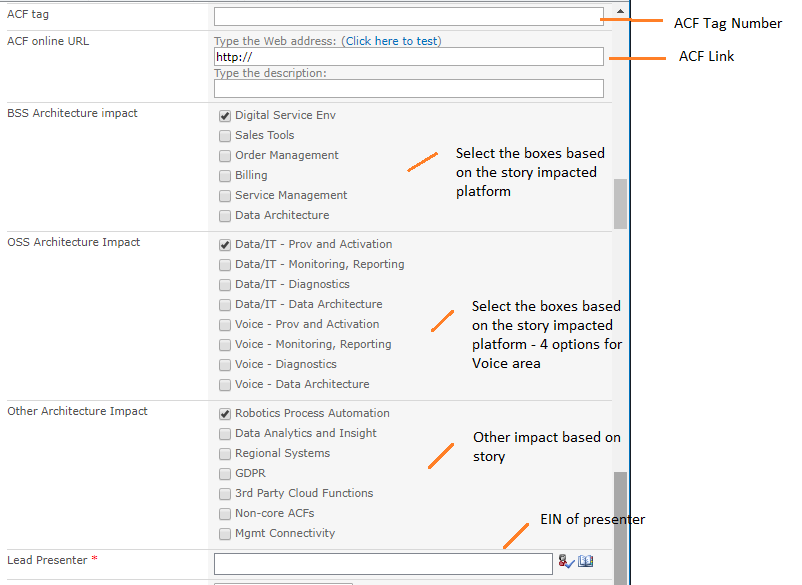 ACF tag
ACF Tag Number
ACF online URL
Type the Web address: (Click here to test)
http://
ACF Link
Type the description:
BSS Architecture impact
Digital Service Env
Sales Tools
Order Management
Billing
Service Management
Data Architecture
Select the boxes based
on the story impacted
platform
OSS Architecture Impact
Data/IT - Prov and Activation
Data/IT - Monitoring, Reporting
Data/IT - Diagnostics
Data/IT - Data Architecture
Voice - Prov and Activation
Voice - Monitoring, Reporting
Voice - Diagnostics
Voice - Data Architecture
Select the boxes based
on the story impacted
platform - 4 options for
Voice area
Other Architecture Impact
Robotics Process Automation
Data Analytics and Insight
Regional Systems
GDPR
3rd Party Cloud Functions
Non-core ACFs
Mgmt Connectivity
Other impact based on
story
EIN of presenter
Lead Presenter *